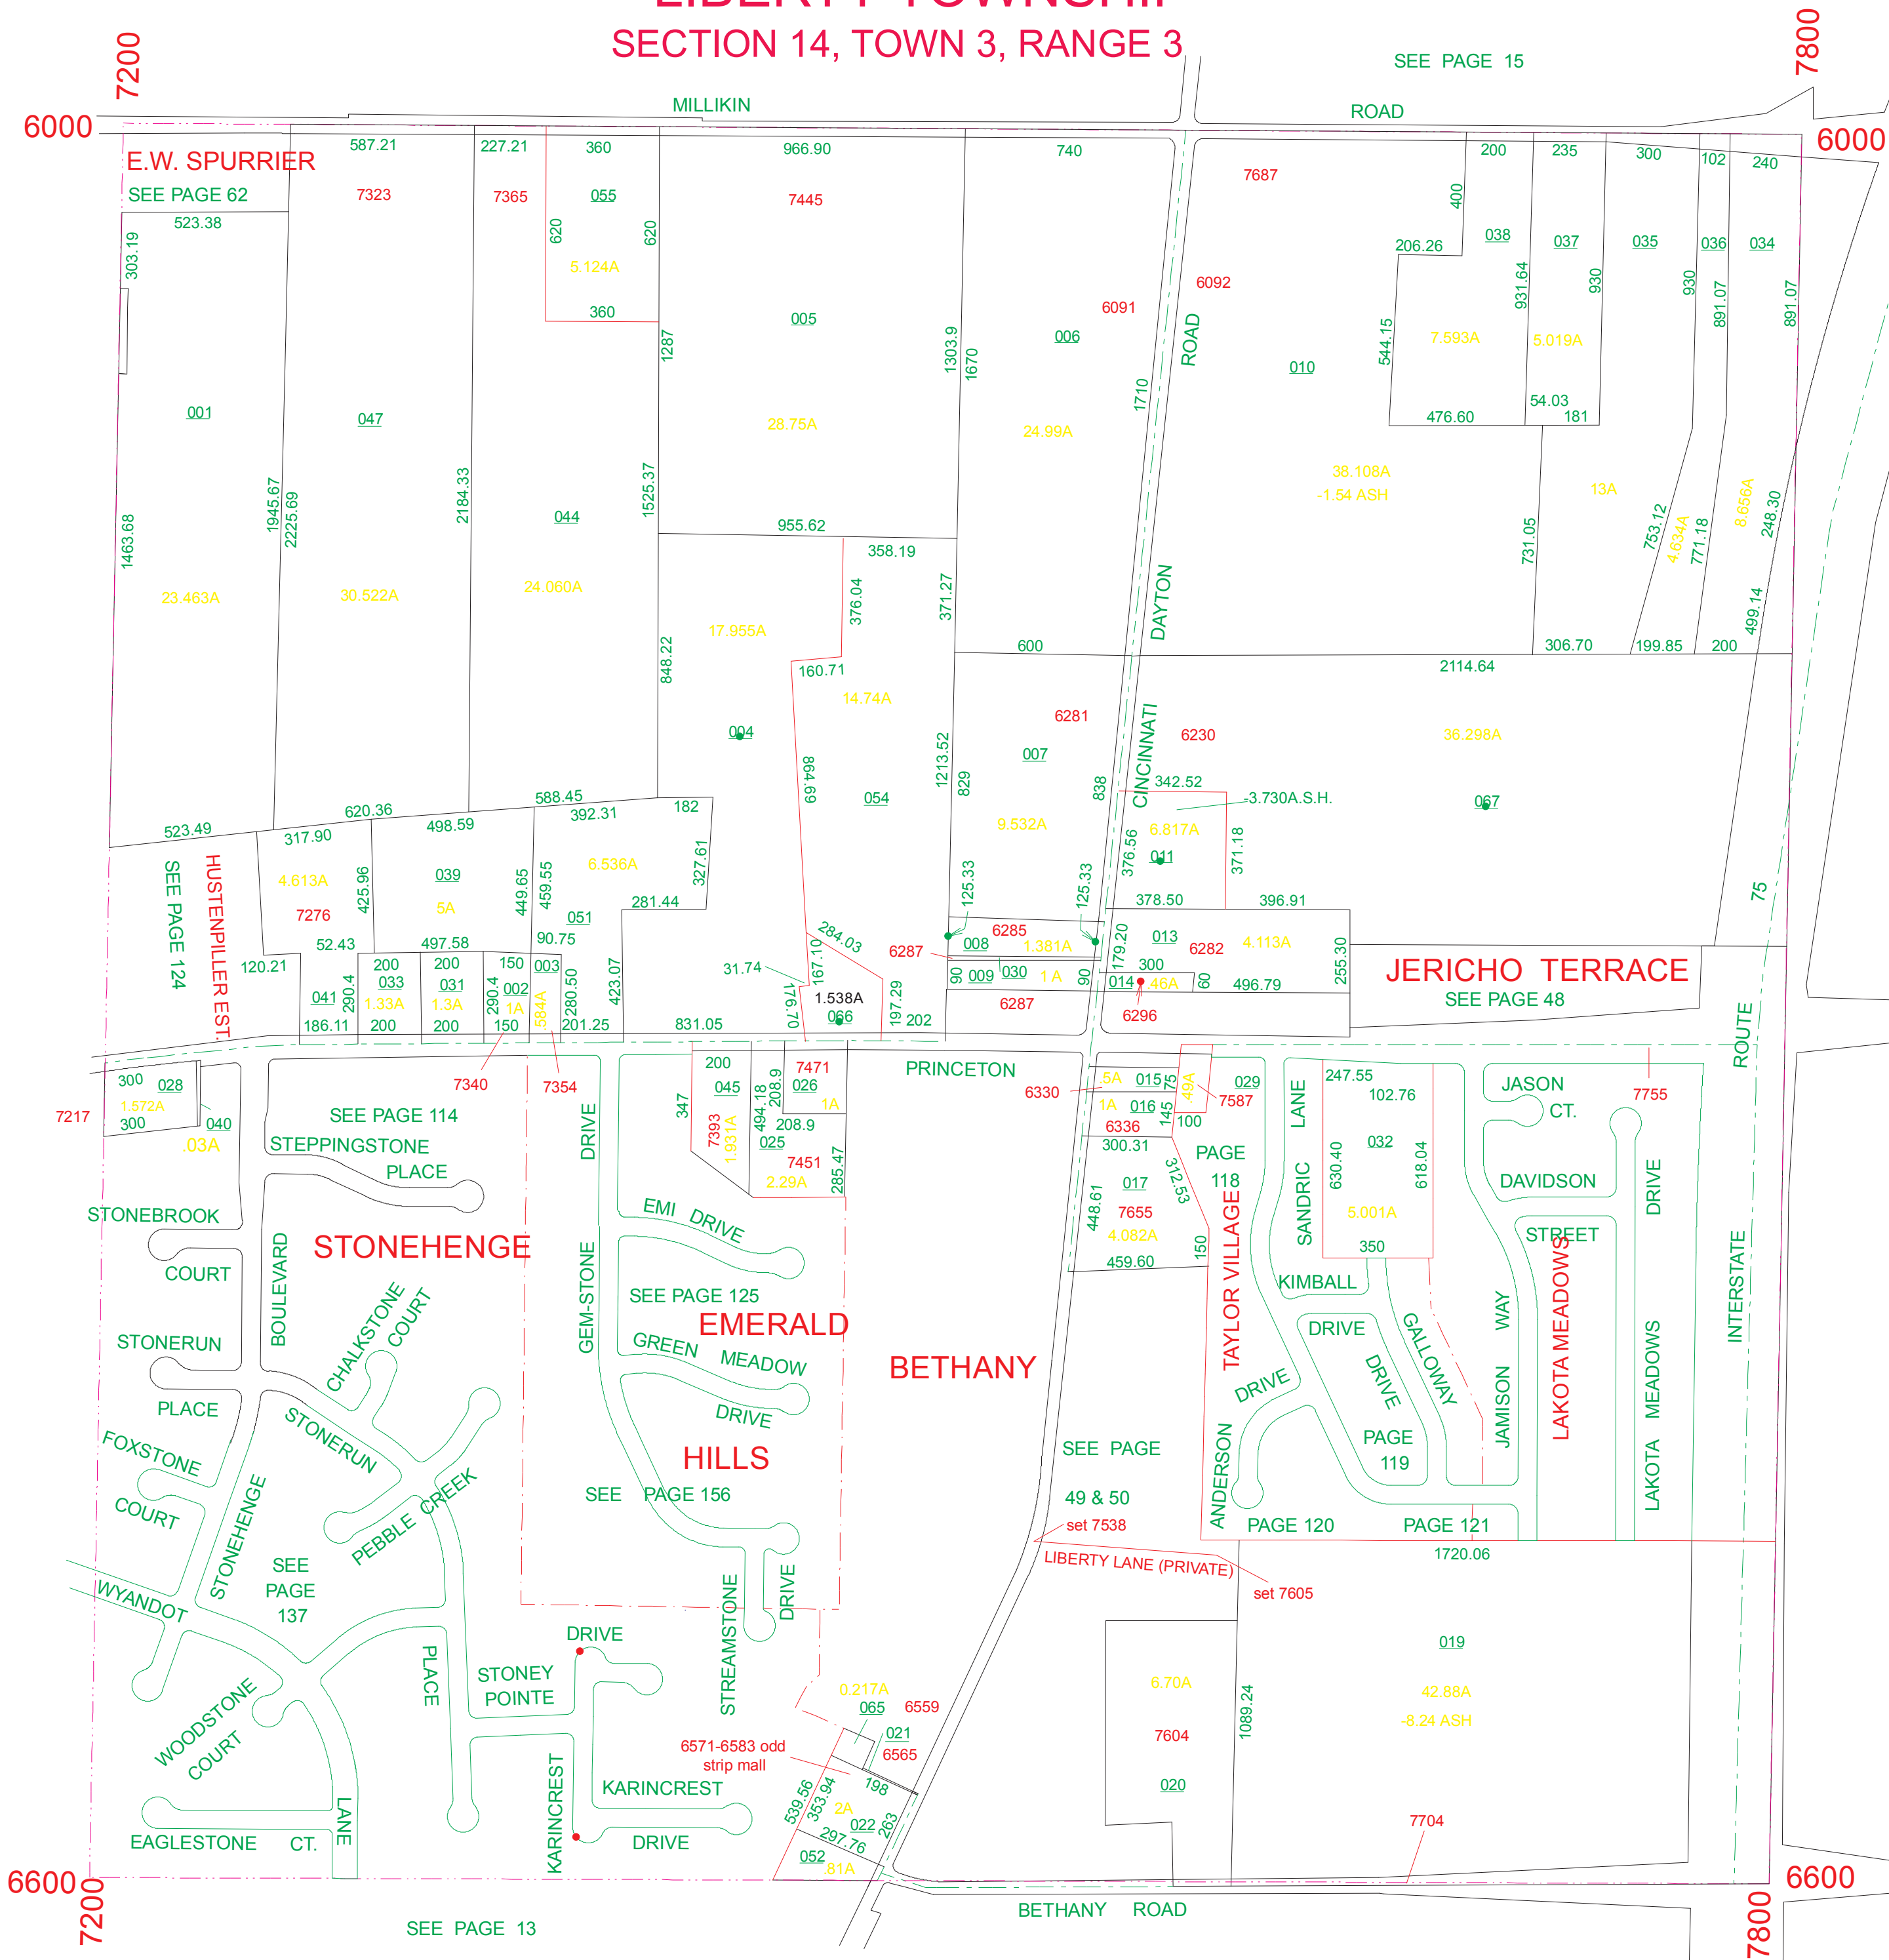 LIBERTY TOWNSHIP
SECTION 14, TOWN 3, RANGE 3
7200
7800
SEE PAGE 15
MILLIKIN
ROAD
6000
6000
E.W. SPURRIER
SEE PAGE 62
587.21
227.21
360
966.90
740
200
235
300
102
240
7323
7365
055
7445
7687
400
523.38
303.19
620
620
5.124A
360
206.26
038
037
035
036
034
931.64
930
930
891.07
891.07
6091
6092
005
006
ROAD
010
1287
1303.9
1670
1710
544.15
7.593A
5.019A
54.03
476.60
181
001
047
28.75A
24.99A
38.108A
-1.54 ASH
13A
753.12
4.634A
771.18
8.656A
248.30
499.14
731.05
1463.68
1945.67
2225.69
2184.33
044
1525.37
955.62
358.19
376.04
371.27
23.463A
30.522A
24.060A
17.955A
848.22
160.71
14.74A
600
DAYTON
306.70
199.85
200
2114.64
004
864.69
054
1213.52
829
6281
007
838
CINCINNATI
6230
36.298A
067
342.52
-3.730A.S.H.
9.532A
6.817A
376.56
011
371.18
523.49
620.36
588.45
317.90
498.59
392.31
182
327.61
6.536A
HUSTENPILLER EST.
SEE PAGE 124
4.613A
425.96
039
5A
449.65
459.55
7276
051
281.44
52.43
497.58
90.75
125.33
125.33
378.50
396.91
120.21
041
290.4
200
033
1.33A
200
031
1.3A
290.4
150
002
1A
003
.584A
280.50
423.07
31.74
284.03
167.10
176.70
1.538A
066
197.29
6287
008
6285
1.381A
90
009
030
1 A
90
6287
179.20
013
6282
4.113A
300
014
.46A
60
496.79
6296
255.30
JERICHO TERRACE
SEE PAGE 48
75
ROUTE
186.11
200
200
150
201.25
831.05
202
PRINCETON
300
028
1.572A
300
7217
040
.03A
7340
7354
SEE PAGE 114
STEPPINGSTONE
PLACE
DRIVE
200
045
347
7393
1.931A
494.18
208.9
7471
026
1A
208.9
025
7451
2.29A
285.47
6330
.5A
015
75
1A
016
145
6336
300.31
.49A
7587
029
100
PAGE
118
LANE
SANDRIC
247.55
102.76
032
630.40
618.04
5.001A
350
JASON
CT.
7755
DAVIDSON
STREET
DRIVE
017
312.53
7655
4.082A
448.61
459.60
150
TAYLOR VILLAGE
STONEBROOK
COURT
BOULEVARD
STONEHENGE
EMI DRIVE
GEM-STONE
SEE PAGE 125
EMERALD
GREEN MEADOW
DRIVE
BETHANY
HILLS
SEE PAGE 156
STONERUN
PLACE
CHALKSTONE
COURT
STONERUN
FOXSTONE
COURT
STONEHENGE
PEBBLE CREEK
SEE
PAGE
137
WYANDOT
KIMBALL
DRIVE
DRIVE
GALLOWAY
DRIVE
ANDERSON
PAGE
119
JAMISON WAY
LAKOTA MEADOWS
LAKOTA MEADOWS
INTERSTATE
SEE PAGE
49 & 50
PAGE 120
PAGE 121
set 7538
LIBERTY LANE (PRIVATE)
set 7605
1720.06
DRIVE
STREAMSTONE
DRIVE
STONEY
POINTE
PLACE
WOODSTONE
COURT
EAGLESTONE CT.
LANE
KARINCREST
KARINCREST
DRIVE
0.217A
065
6559
021
6565
6571-6583 odd
strip mall
198
539.56
353.94
2A
022
263
297.76
052
.81A
6.70A
7604
020
1089.24
019
42.88A
-8.24 ASH
7704
6600
6600
7200
7800
SEE PAGE 13
BETHANY ROAD